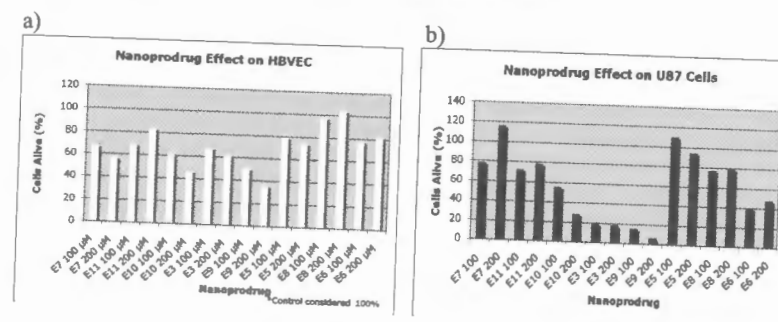 a)
Nanoprodrug Effect on HBVEC
Cells Alive (%)
120
100
80
60
40
20
0
E7 100 µM
E7 200 µM
E11 100 µM
E11 200 µM
E10 100 µM
E10 200 µM
E3 100 µM
E3 200 µM
E9 100 µM
E9 200 µM
E5 100 µM
E5 200 µM
E8 100 µM
E8 200 µM
E6 100 µM
E6 200 µM
Nanoprodrug
Control considered 100%
b)
Nanoprodrug Effect on U87 Cells
Cells Alive (%)
140
120
100
80
60
40
20
0
E7 100
E7 200
E11 100
E11 200
E10 100
E10 200
E3 100
E3 200
E9 100
E9 200
E5 100
E5 200
E8 100
E8 200
E6 100
E6 200
Nanoprodrug